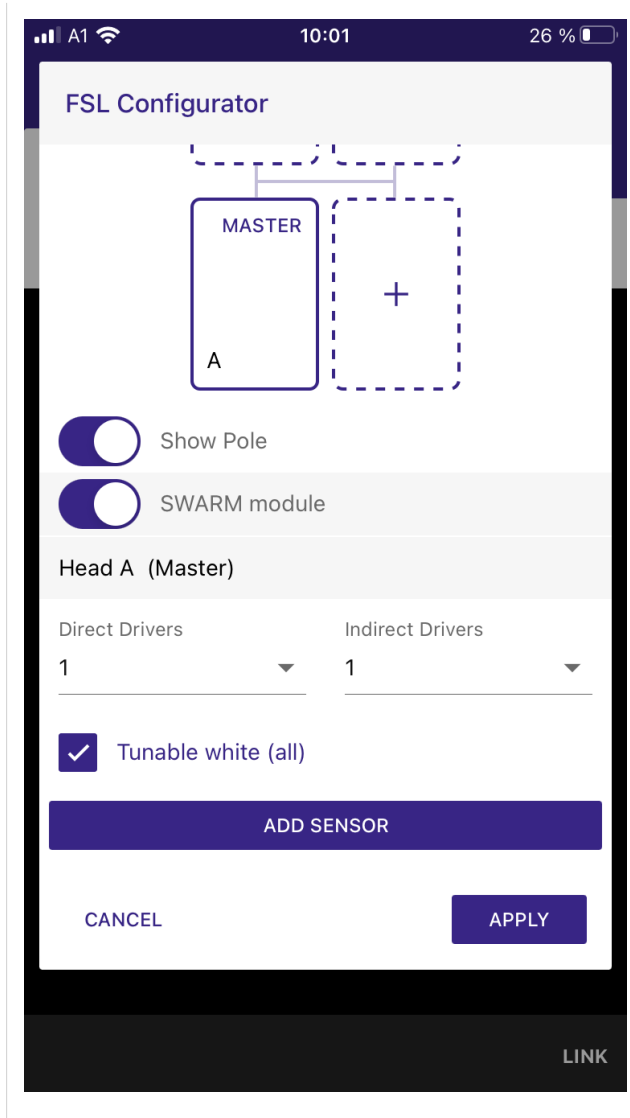 A1 10:01 26 %
FSL Configurator
MASTER
+
A
Show Pole
SWARM module
Head A (Master)
Direct Drivers Indirect Drivers
1 1
Tunable white (all)
ADD SENSOR
CANCEL APPLY
LINK